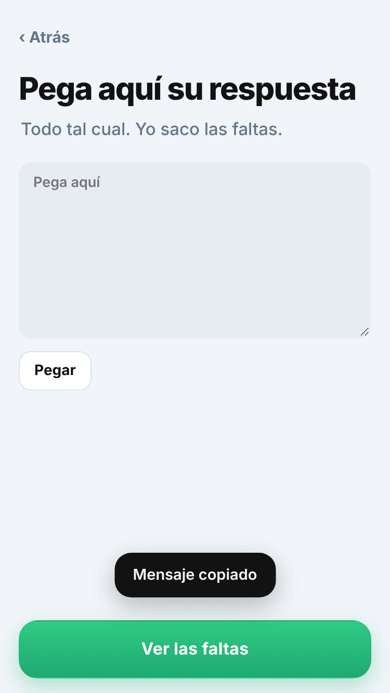 ‹ Atrás
Pega aquí su respuesta
Todo tal cual. Yo saco las faltas.
Pega aquí
Pegar
Mensaje copiado
Ver las faltas